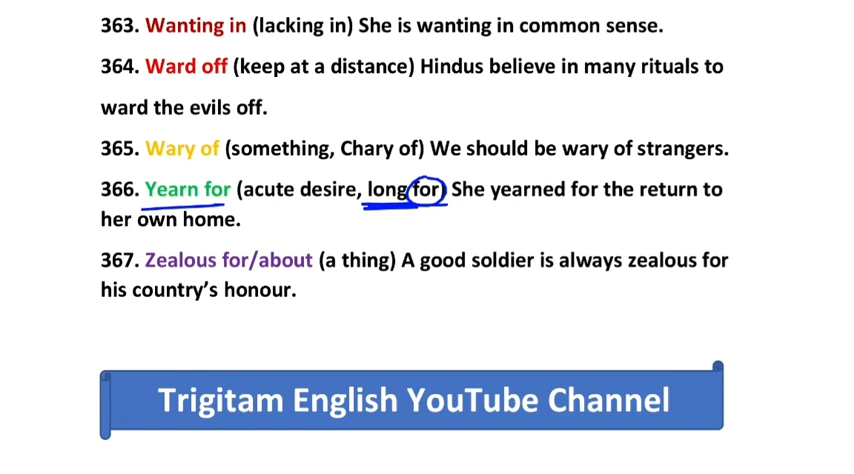 363. Wanting in (lacking in) She is wanting in common sense.
364. Ward off (keep at a distance) Hindus believe in many rituals to
ward the evils off.
365. Wary of (something, Chary of) We should be wary of strangers.
366. Yearn for (acute desire, long for) She yearned for the return to
her own home.
367. Zealous for/about (a thing) A good soldier is always zealous for
his country’s honour.
Trigitam English YouTube Channel